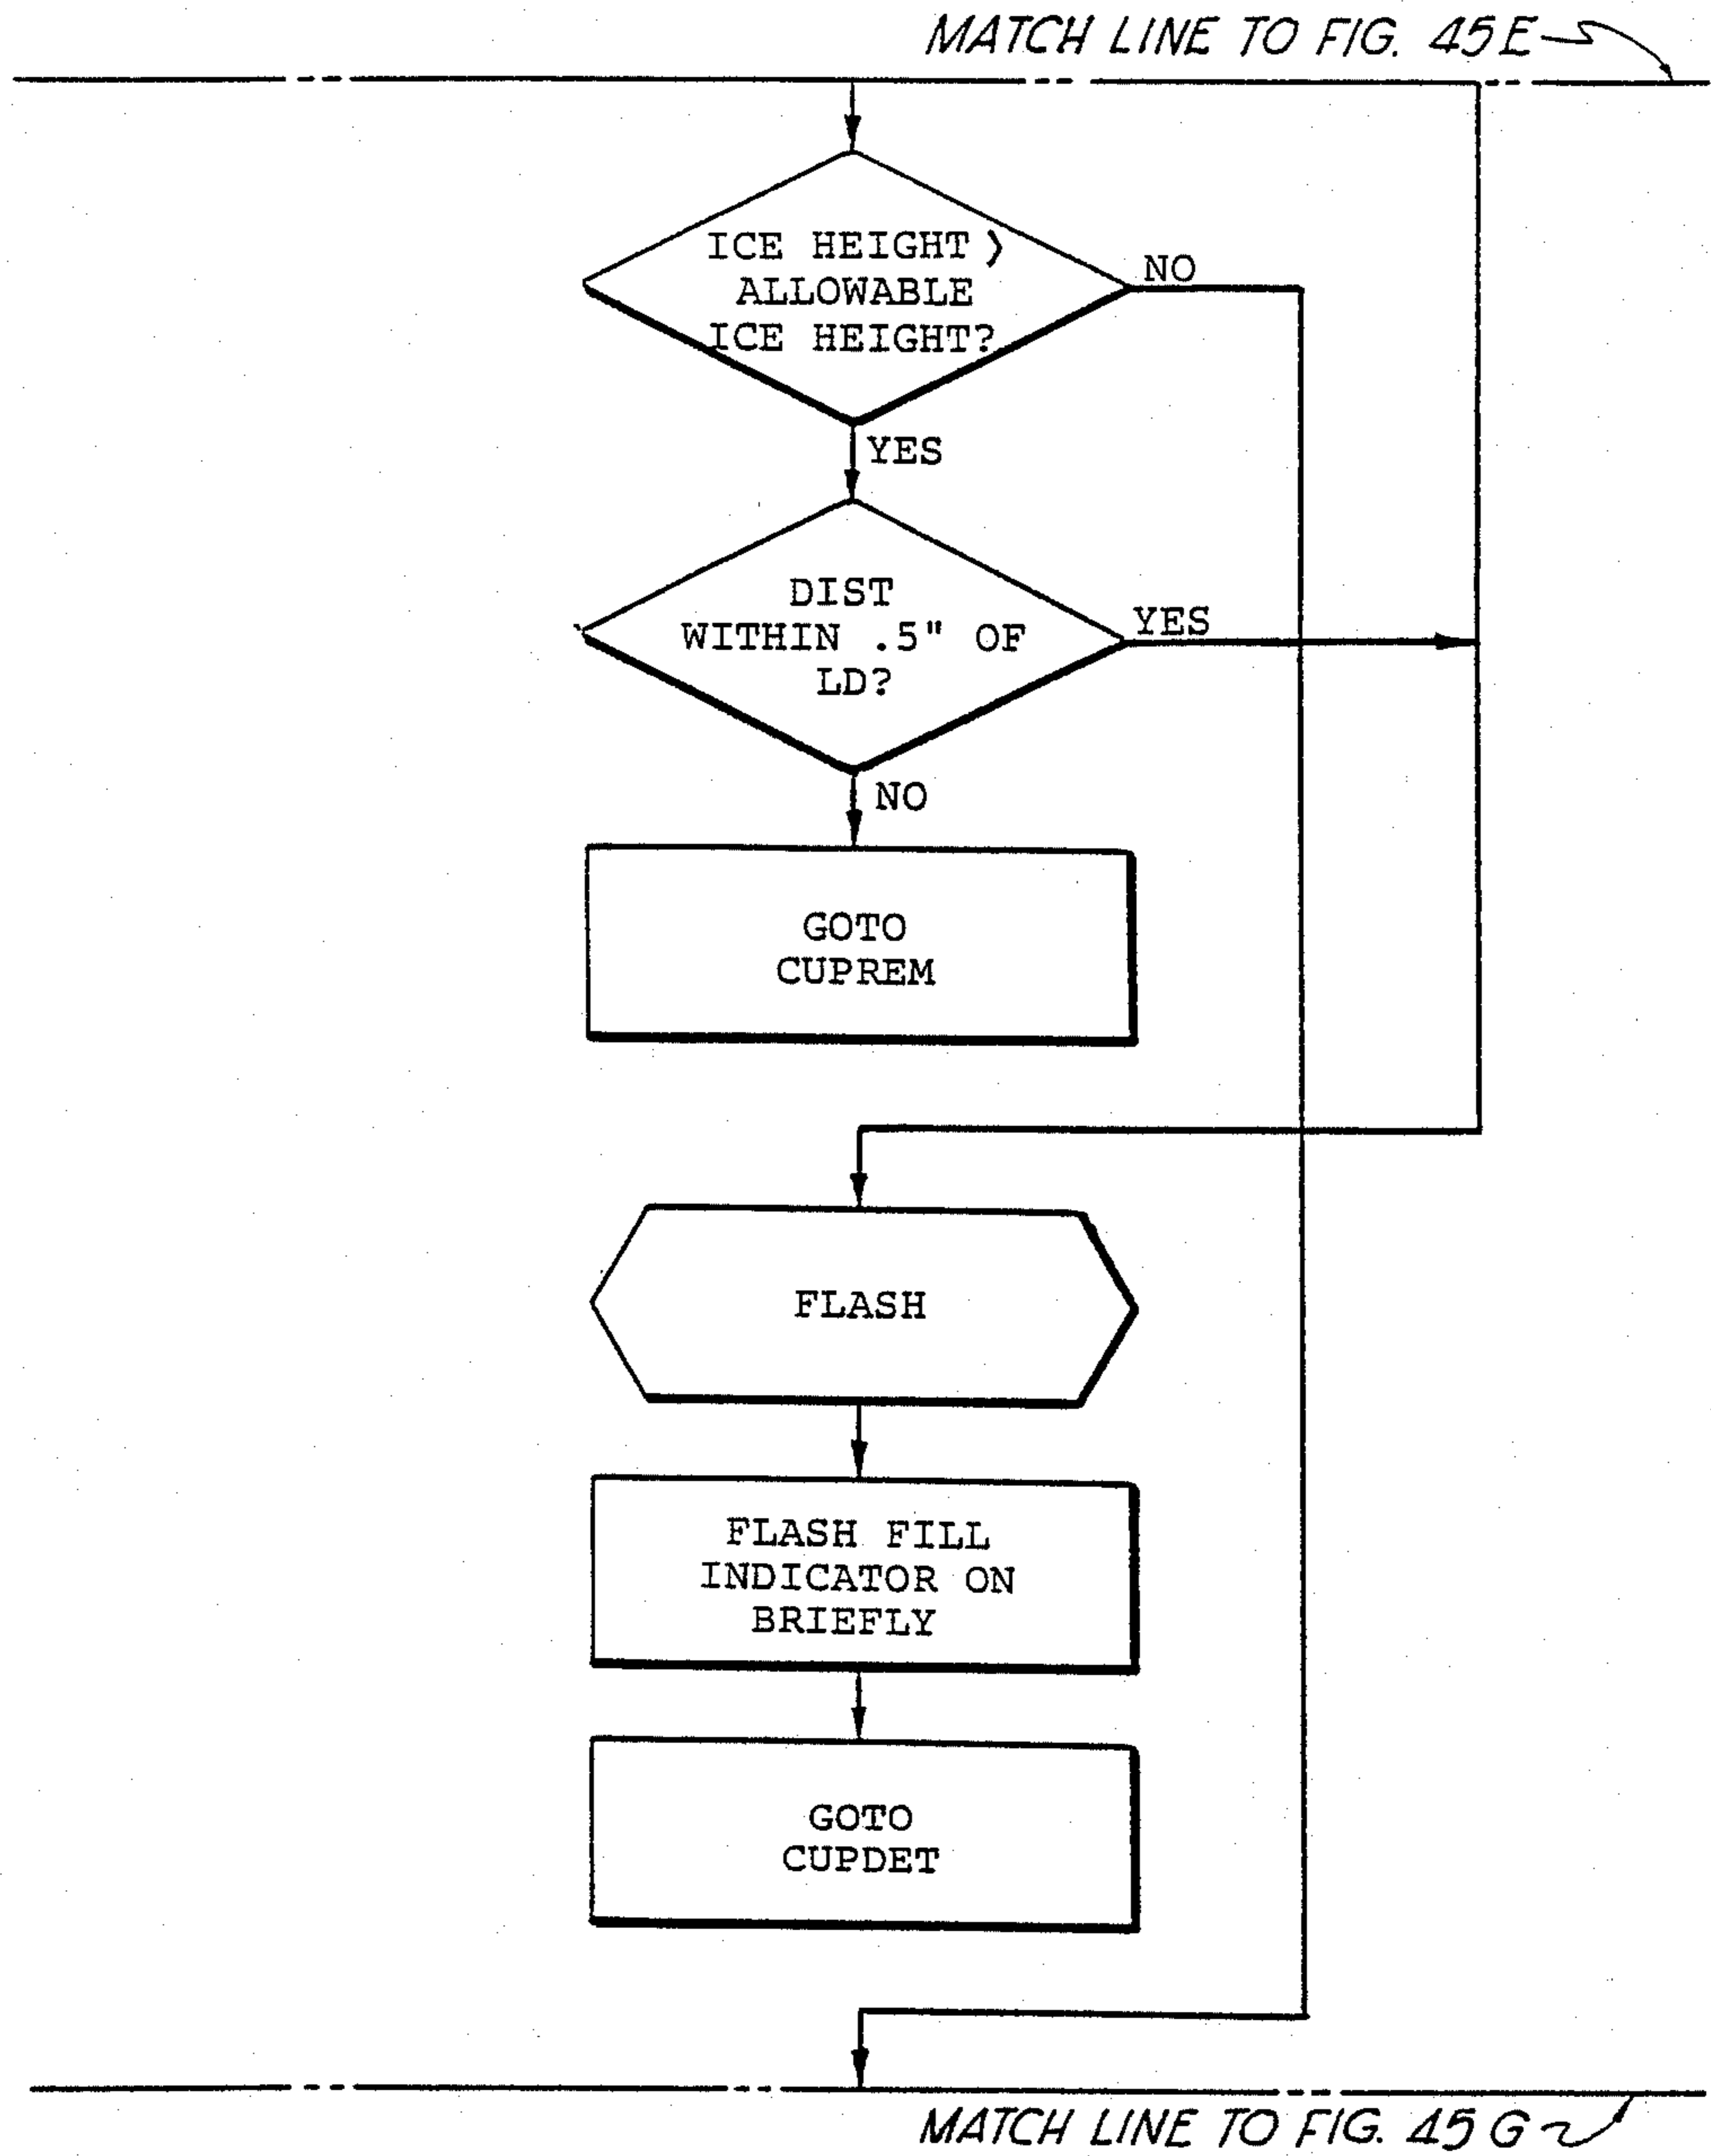 MATCH LINE TO FIG. 45E
ICE HEIGHT >
ALLOWABLE
ICE HEIGHT?
NO
YES
DIST
WITHIN .5" OF
LD?
YES
NO
GOTO
CUPREM
FLASH
FLASH FILL
INDICATOR ON
BRIEFLY
GOTO
CUPDET
MATCH LINE TO FIG. 45G